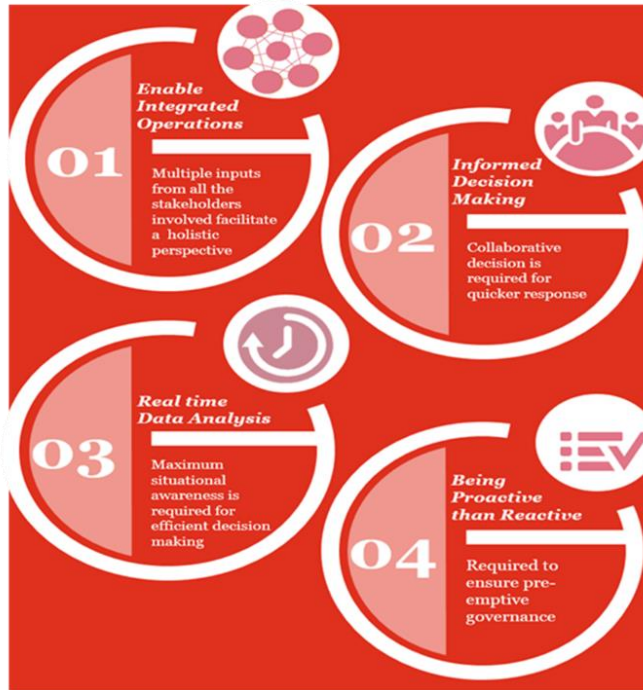 01
Enable
Integrated
Operations
Multiple inputs
from all the
stakeholders
involved facilitate
a holistic
perspective
02
Informed
Decision
Making
Collaborative
decision is
required for
quicker response
03
Real time
Data Analysis
Maximum
situational
awareness is
required for
efficient decision
making
04
Being
Proactive
than Reactive
Required to
ensure pre-
emptive
governance